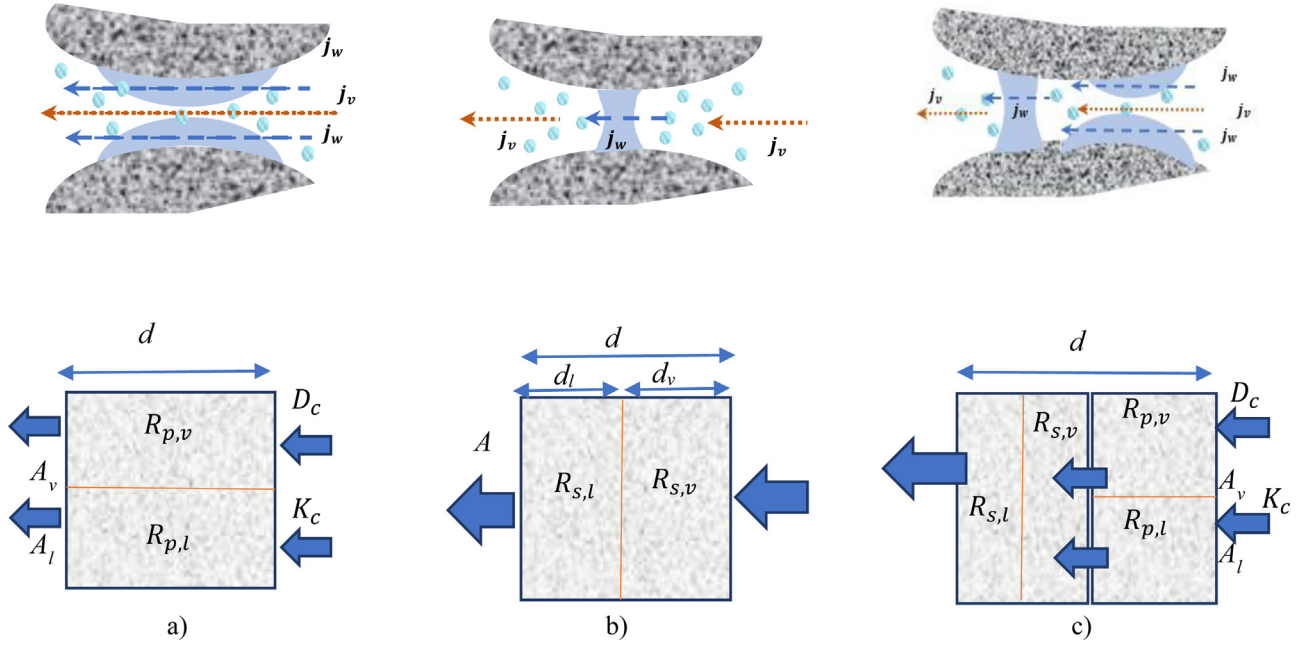 j_w
j_v
j_w
j_v
j_w
j_v
j_v
j_w
j_w
j_v
j_w
d
R_{p,v}
D_c
A_v
R_{p,l}
K_c
A_l
a)
d
d_l
d_v
A
R_{s,l}
R_{s,v}
b)
d
R_{s,v}
R_{p,v}
D_c
A_v
K_c
R_{s,l}
R_{p,l}
A_l
c)